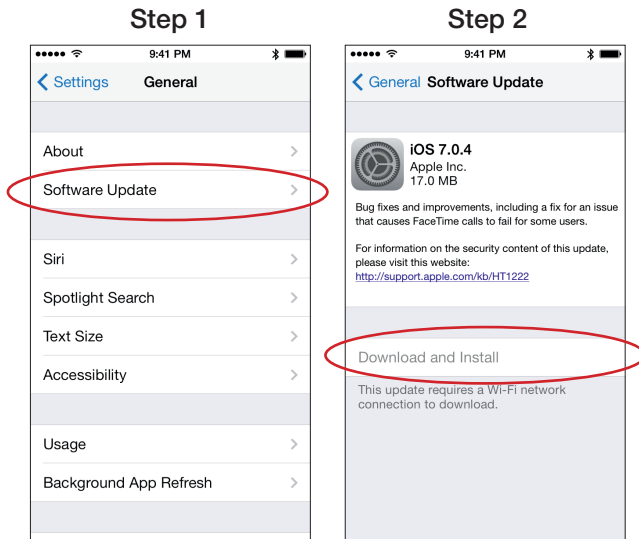 Step 1
9:41 PM
Settings General
About
Software Update
Siri
Spotlight Search
Text Size
Accessibility
Usage
Background App Refresh
Step 2
9:41 PM
General Software Update
iOS 7.0.4
Apple Inc.
17.0 MB
Bug fixes and improvements, including a fix for an issue
that causes FaceTime calls to fail for some users.
For information on the security content of this update,
please visit this website:
http://support.apple.com/kb/HT1222
Download and Install
This update requires a Wi-Fi network
connection to download.